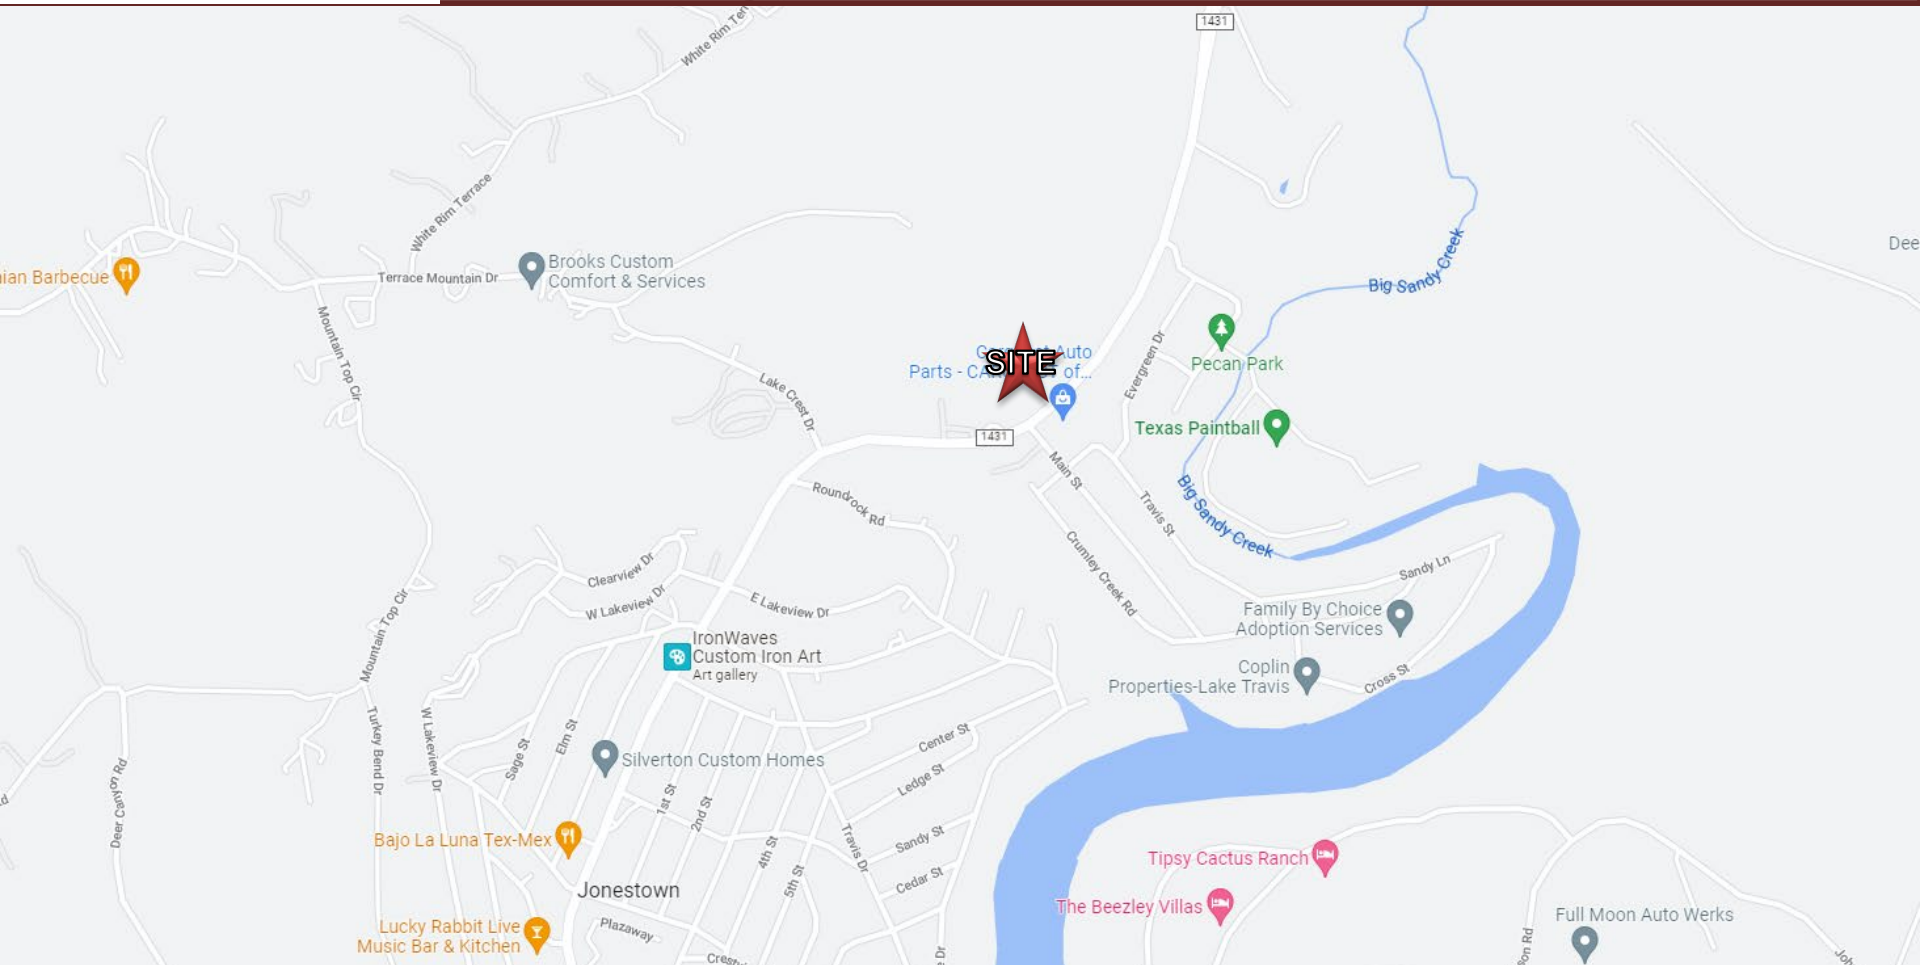 1431
White Rim Ter
White Rim Terrace
Brooks Custom
Comfort & Services
Terrace Mountain Dr
ian Barbecue
Big Sandy Creek
Dee
Mountain Top Cir
Auto
Parts -
of...
SITE
Evergreen Dr
Pecan Park
Lake Crest Dr
1431
Texas Paintball
Main St
Roundrock Rd
Travis St
Big Sandy Creek
Crumley Creek Rd
Clearview Dr
W Lakeview Dr
E Lakeview Dr
Sandy Ln
Mountain Top Cir
Family By Choice
Adoption Services
IronWaves
Custom Iron Art
Art gallery
Coplin
Properties-Lake Travis
Cross St
Turkey Bend Dr
W Lakeview Dr
Sage St
Elm St
Center St
Silverton Custom Homes
Ledge St
Deer Canyon Rd
1st St
2nd St
Bajo La Luna Tex-Mex
4th St
5th St
Travis Dr
Sandy St
Cedar St
Tipsy Cactus Ranch
Jonestown
The Beezley Villas
Full Moon Auto Werks
Lucky Rabbit Live
Music Bar & Kitchen
Plazaway